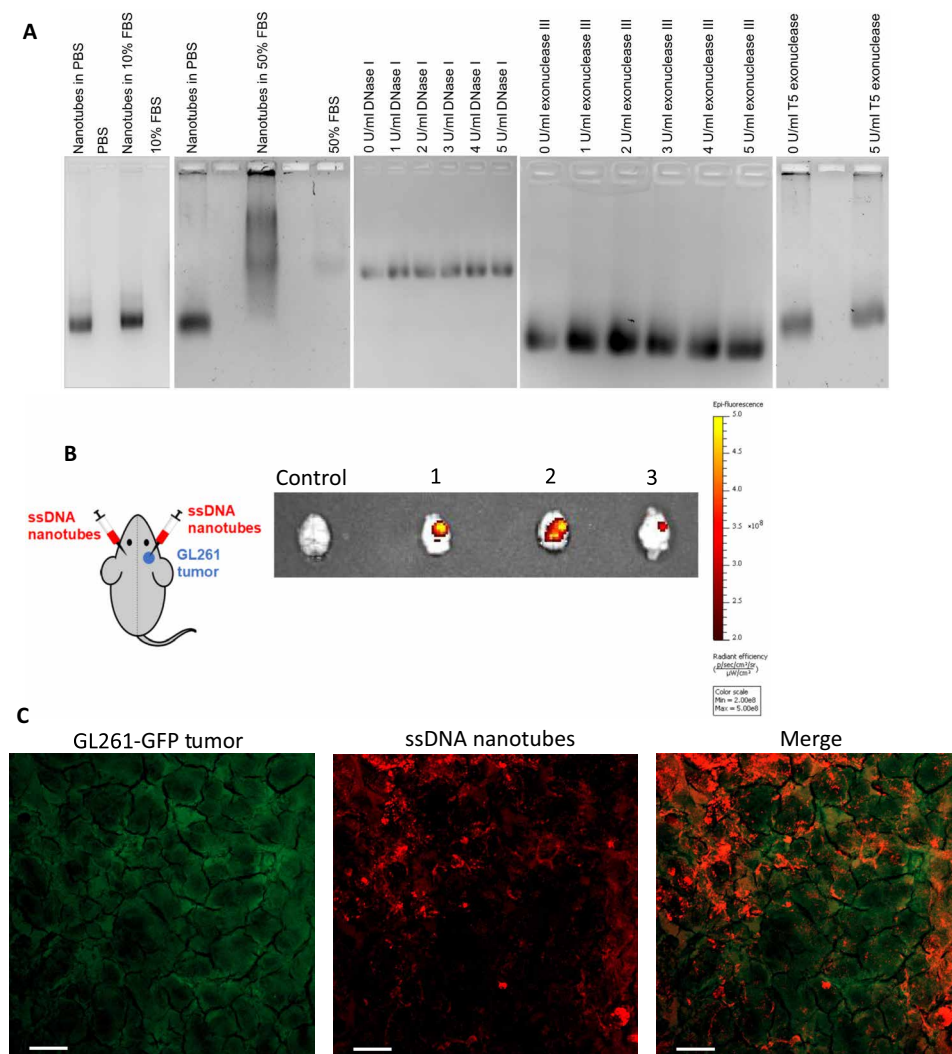 A
Nanotubes in PBS
PBS
Nanotubes in 10% FBS
10% FBS
Nanotubes in PBS
Nanotubes in 50% FBS
50% FBS
0 U/ml DNase I
1 U/ml DNase I
2 U/ml DNase I
3 U/ml DNase I
4 U/ml DNase I
5 U/ml DNase I
0 U/ml exonuclease III
1 U/ml exonuclease III
2 U/ml exonuclease III
3 U/ml exonuclease III
4 U/ml exonuclease III
5 U/ml exonuclease III
0 U/ml T5 exonuclease
5 U/ml T5 exonuclease
B
ssDNA
nanotubes
ssDNA
nanotubes
GL261
tumor
Control 1 2 3
Epi-fluorescence
5.0
4.5
4.0
3.5
×10⁸
3.0
2.5
2.0
Radiant efficiency
(p/sec/cm²/sr
µW/cm²)
Color scale
Min = 2.00e8
Max = 5.00e8
C
GL261-GFP tumor
ssDNA nanotubes
Merge